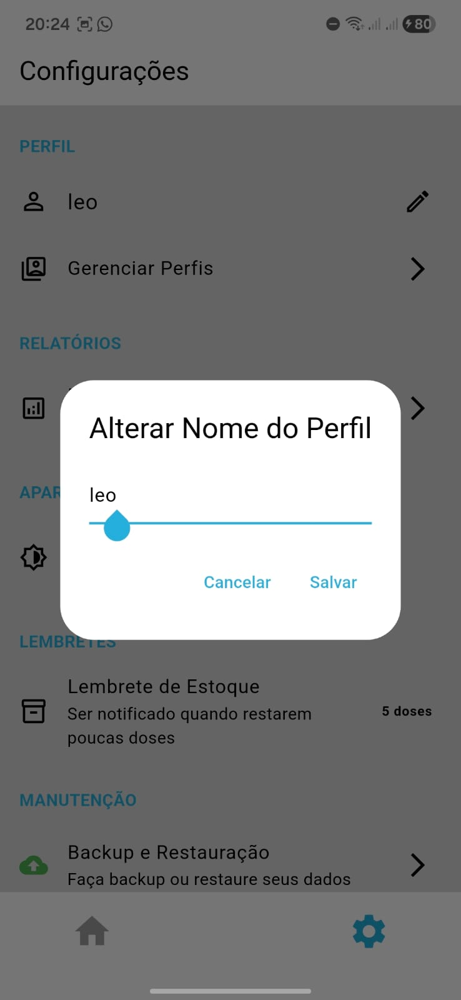 20:24
80
Configurações
PERFIL
leo
Gerenciar Perfis
RELATÓRIOS
Alterar Nome do Perfil
APAR
leo
Cancelar Salvar
LEMBRETES
Lembrete de Estoque
Ser notificado quando restarem
poucas doses
5 doses
MANUTENÇÃO
Backup e Restauração
Faça backup ou restaure seus dados